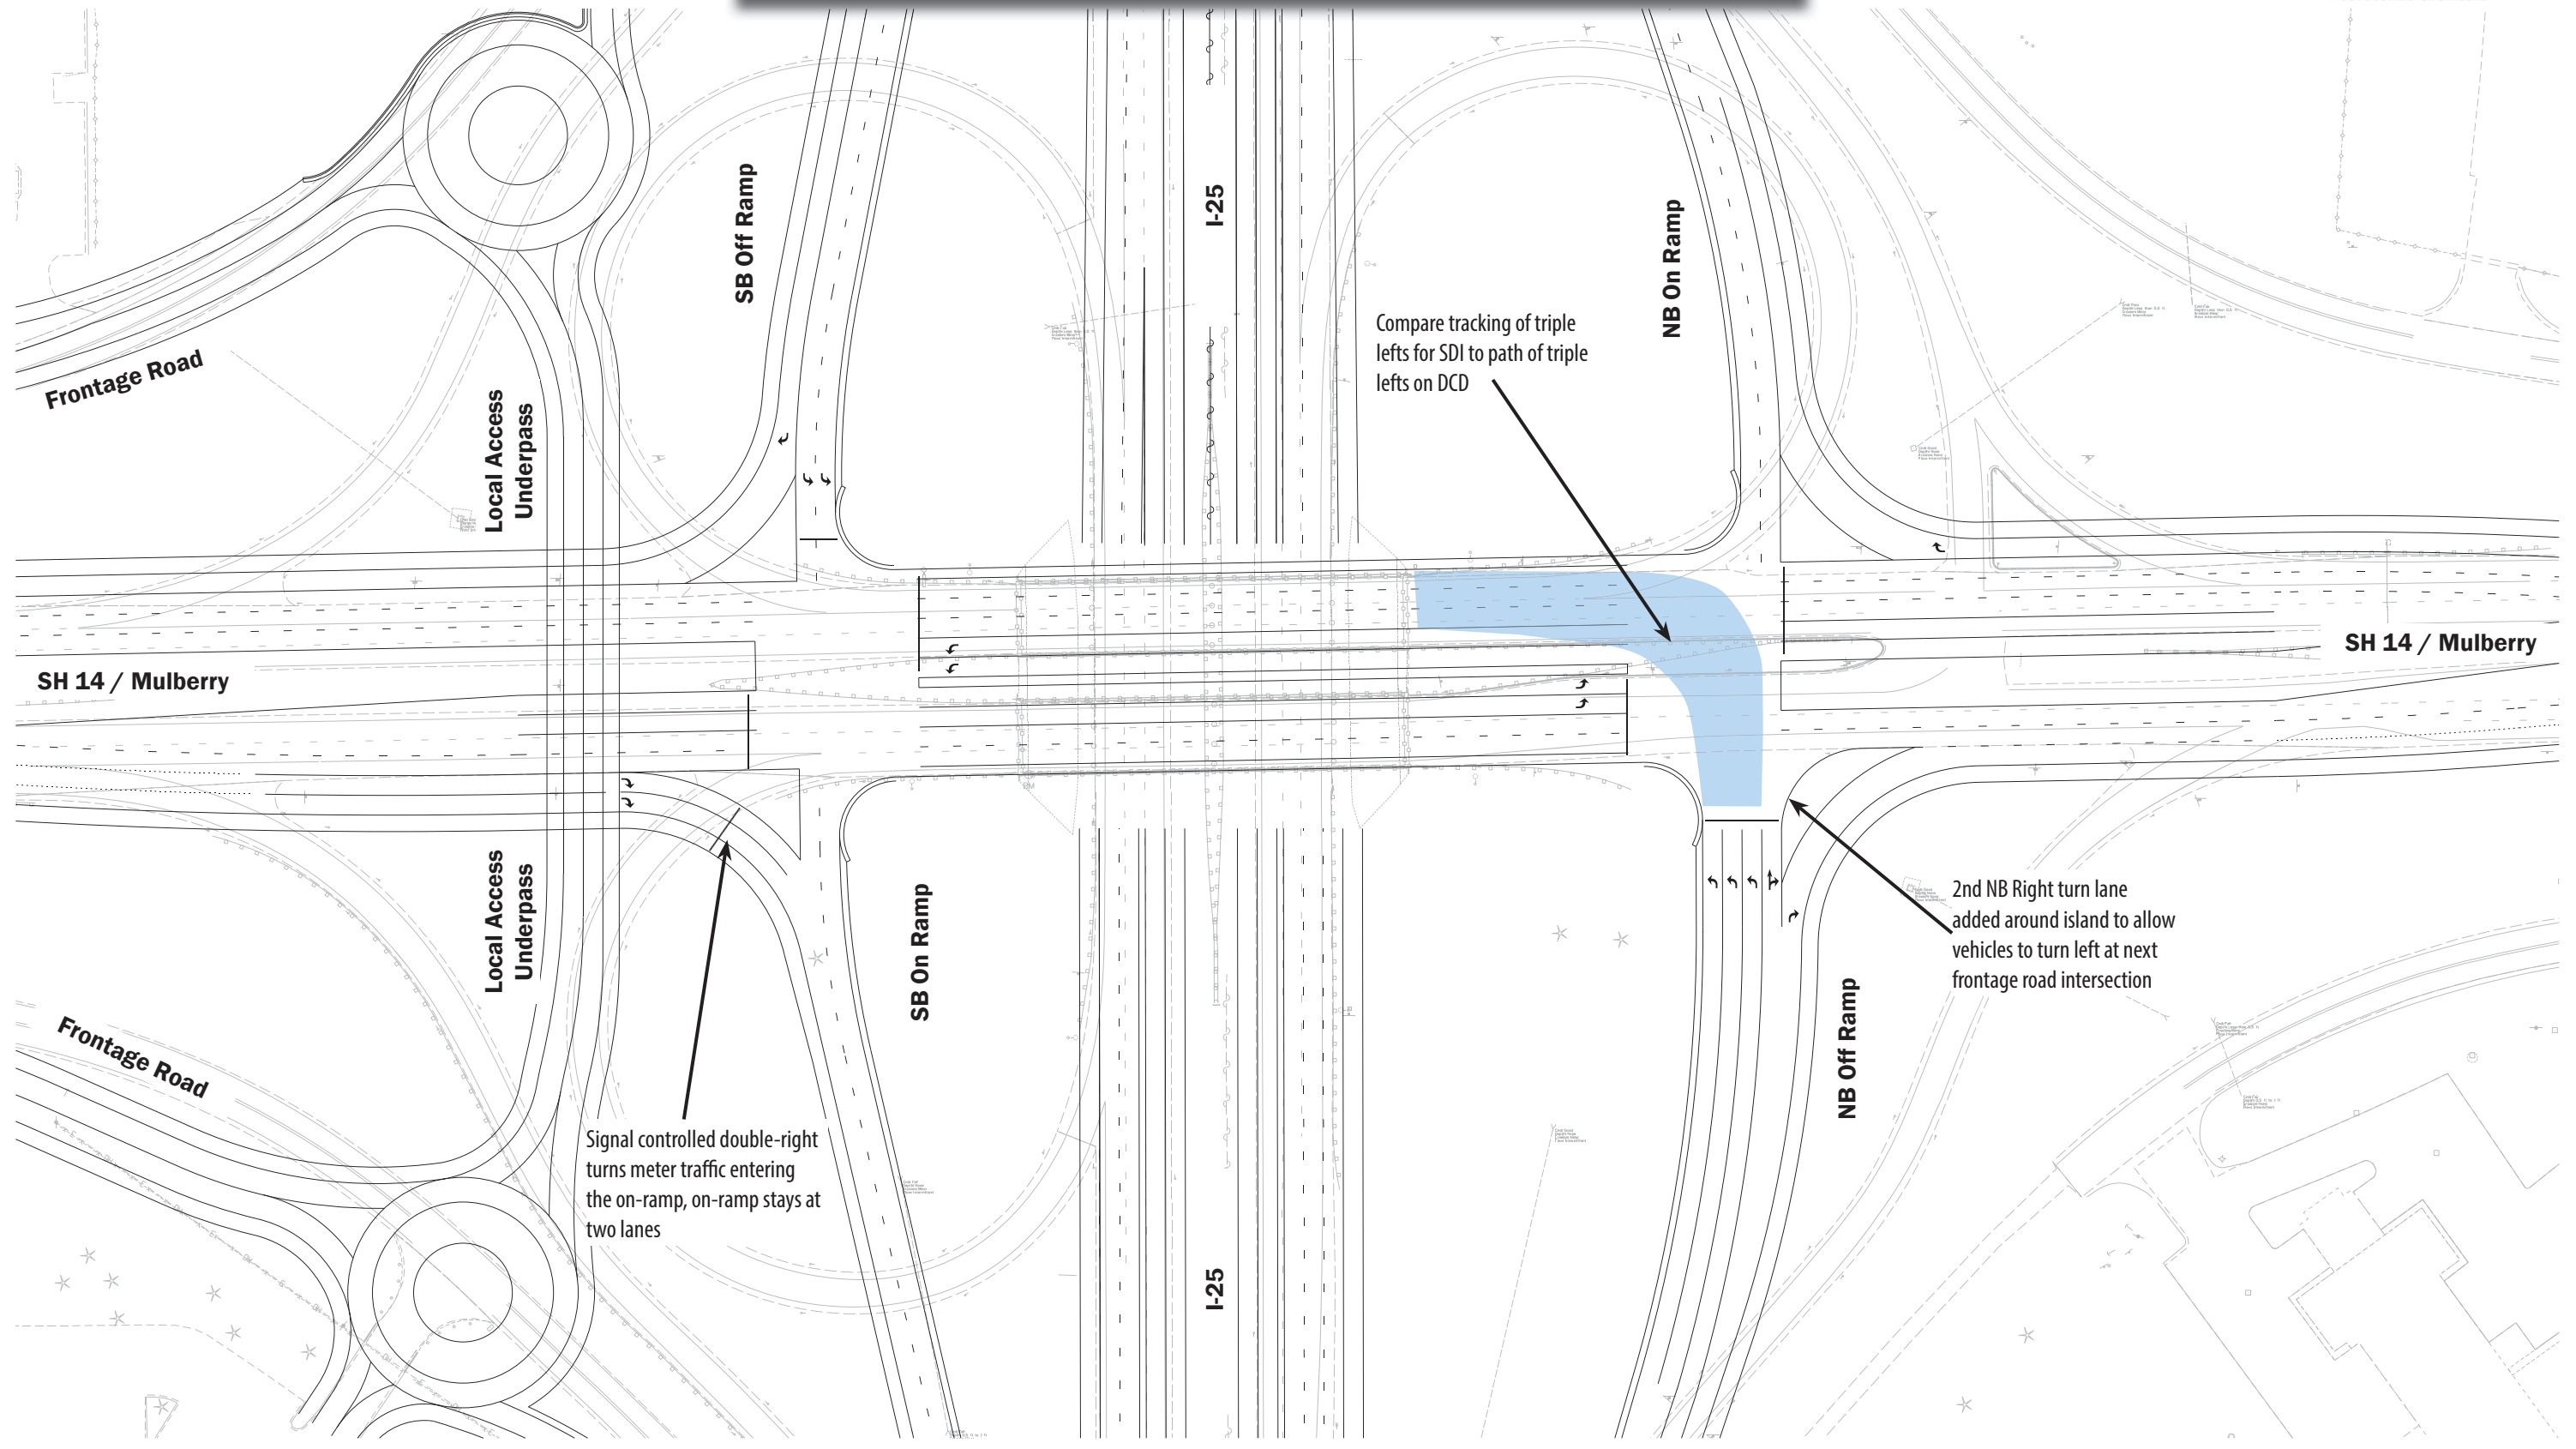 SB Off Ramp
I-25
NB On Ramp
Compare tracking of triple
lefts for SDI to path of triple
lefts on DCD
Frontage Road
Local Access
Underpass
SH 14 / Mulberry
SH 14 / Mulberry
Local Access
Underpass
SB On Ramp
2nd NB Right turn lane
added around island to allow
vehicles to turn left at next
frontage road intersection
NB Off Ramp
Frontage Road
Signal controlled double-right
turns meter traffic entering
the on-ramp, on-ramp stays at
two lanes
I-25